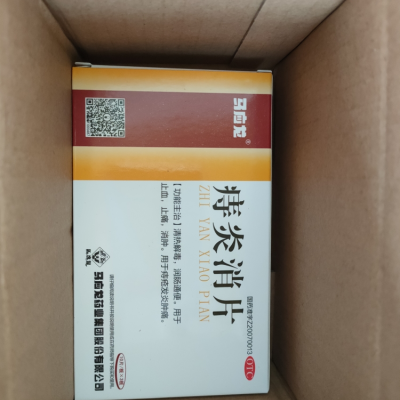 马应龙®
痔炎消片
ZHI YAN XIAO PIAN
国药准字Z20070013
OTC
【功能主治】清热解毒，润肠通便，用于
止血，止痛，消肿。用于痔疮发炎肿痛。
马应龙药业集团股份有限公司